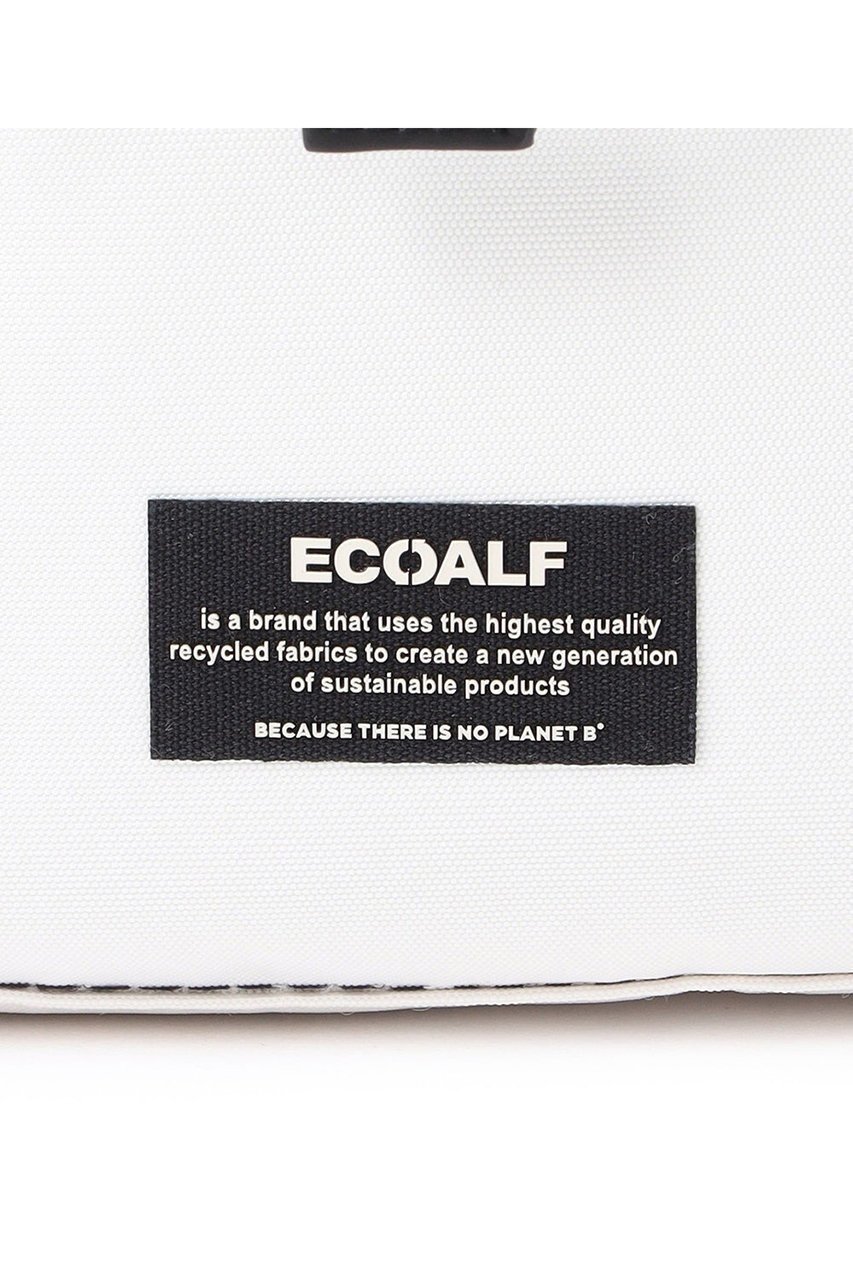 ECOALF
is a brand that uses the highest quality
recycled fabrics to create a new generation
of sustainable products
BECAUSE THERE IS NO PLANET B°